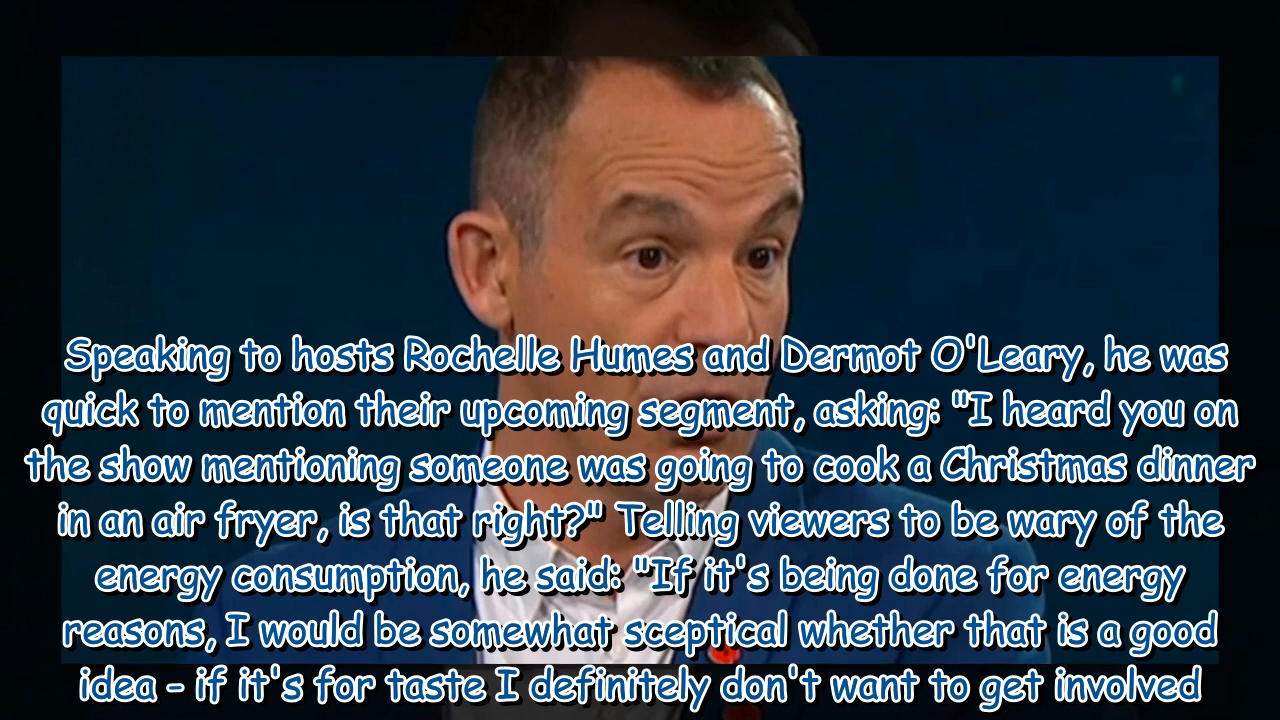 Speaking to hosts Rochelle Humes and Dermot O'Leary, he was
quick to mention their upcoming segment, asking: "I heard you on
the show mentioning someone was going to cook a Christmas dinner
in an air fryer, is that right?" Telling viewers to be wary of the
energy consumption, he said: "If it's being done for energy
reasons, I would be somewhat sceptical whether that is a good
idea - if it's for taste I definitely don't want to get involved